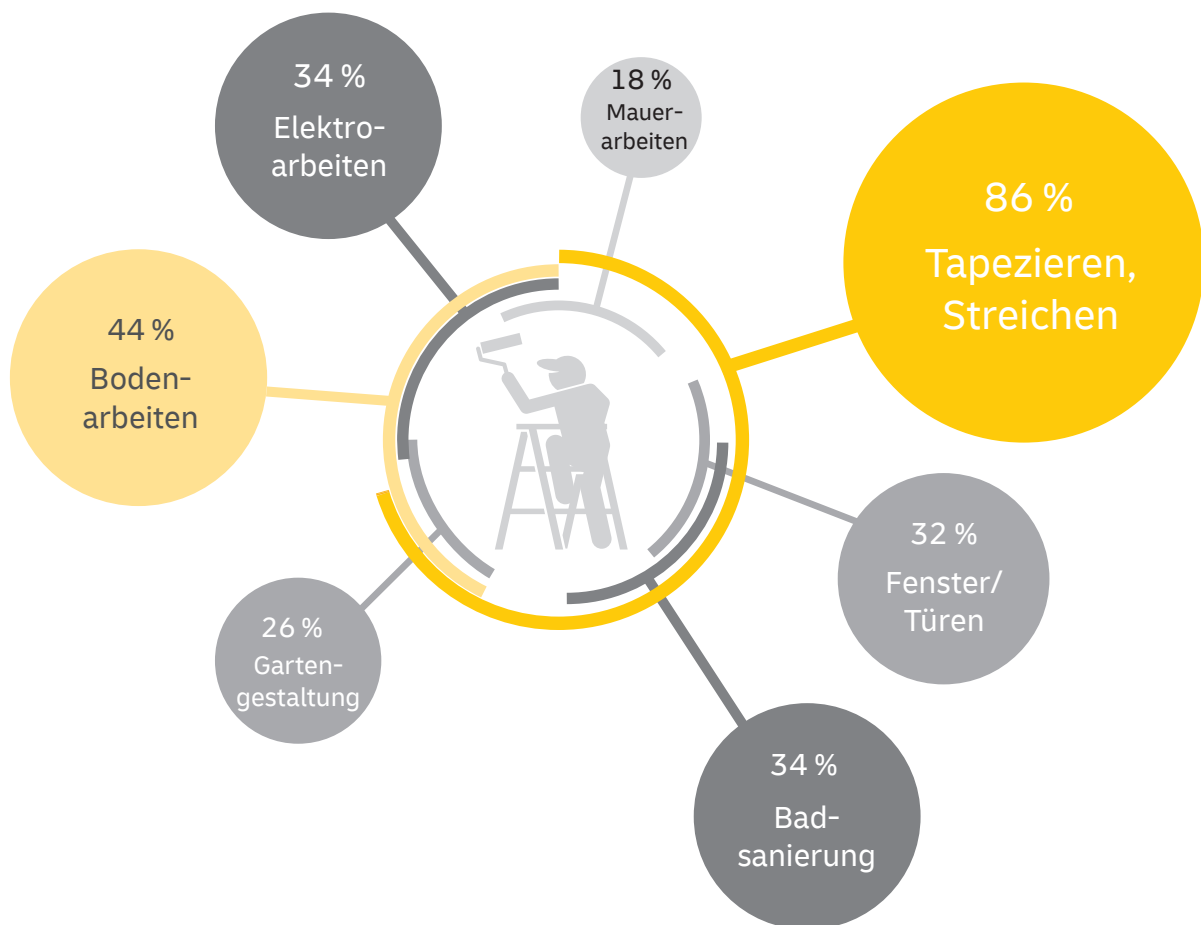 34 %
Elektro-
arbeiten
18 %
Mauer-
arbeiten
86 %
Tapezieren,
Streichen
44 %
Boden-
arbeiten
32 %
Fenster/
Türen
26 %
Garten-
gestaltung
34 %
Bad-
sanierung